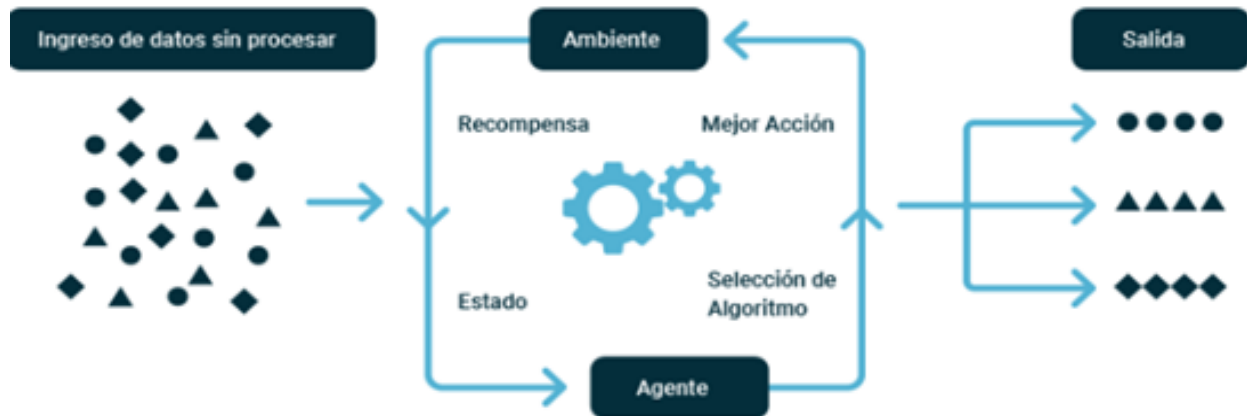 Ingreso de datos sin procesar
Ambiente
Salida
Recompensa
Mejor Acción
Estado
Selección de
Algoritmo
Agente